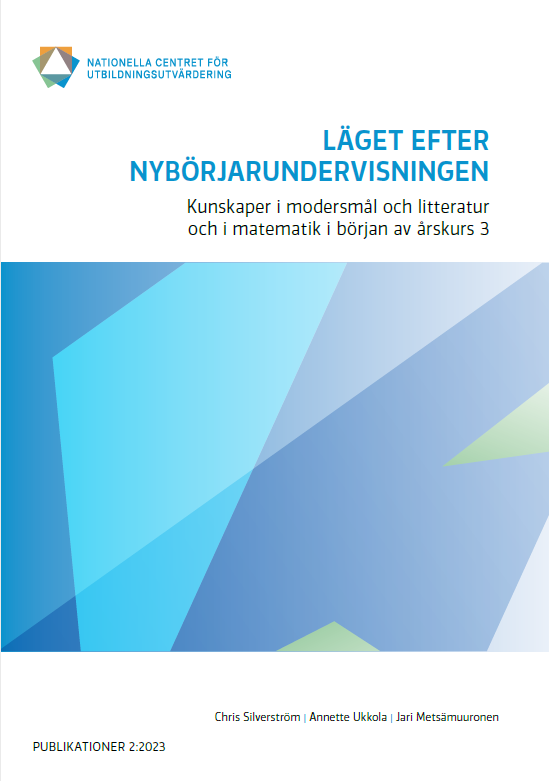 NATIONELLA CENTRET FÖR
UTBILDNINGSUTVÄRDERING
LÄGET EFTER
NYBÖRJARUNDERVISNINGEN
Kunskaper i modersmål och litteratur
och i matematik i början av årskurs 3
Chris Silverström | Annette Ukkola | Jari Metsämuuronen
PUBLIKATIONER 2:2023